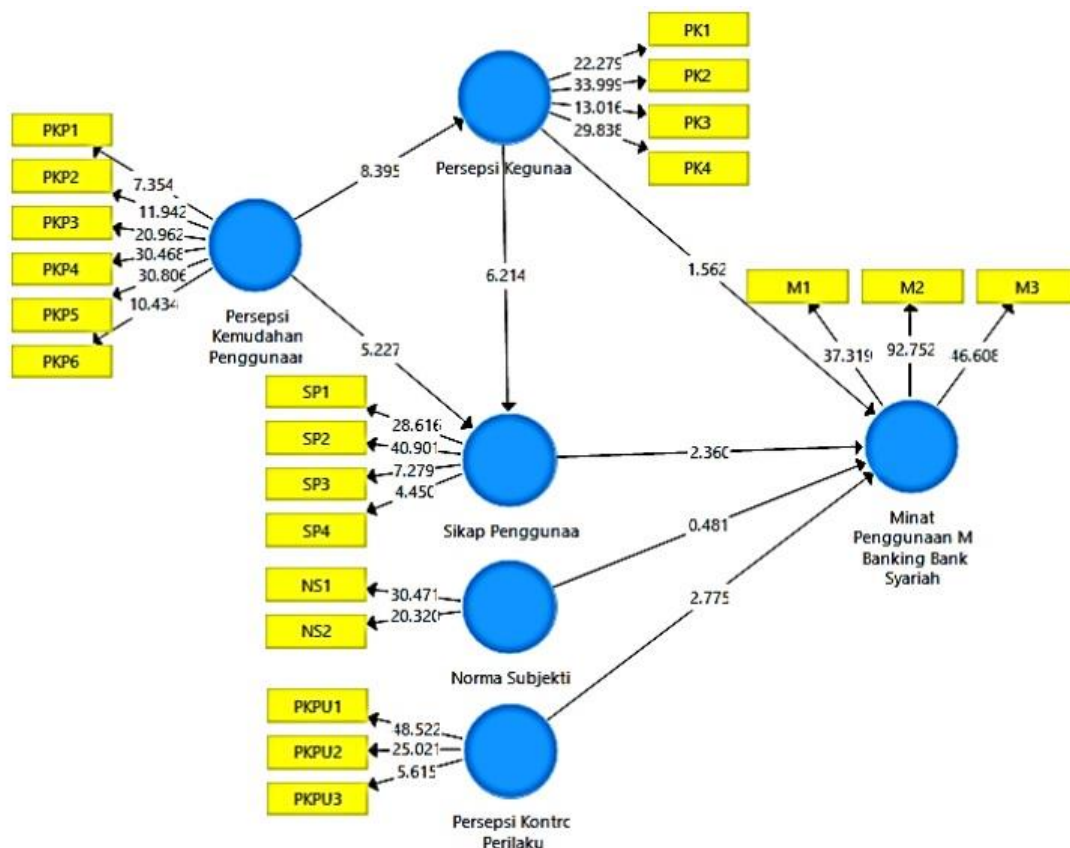 PK1
22.279
PK2
33.999
13.016
PK3
29.838
PK4
Persepsi Kegunaa
PKP1
PKP2
PKP3
PKP4
PKP5
PKP6
7.354
11.942
20.962
30.468
30.806
10.434
Persepsi
Kemudahan
Penggunaar
8.395
6.214
1.562
5.227
M1
M2
M3
37.319
92.752
46.608
SP1
SP2
SP3
SP4
28.616
40.901
7.279
4.450
Sikap Penggunaa
2.360
0.481
2.775
Minat
Penggunaan M
Banking Bank
Syariah
NS1
NS2
30.471
20.320
Norma Subjekti
PKPU1
PKPU2
PKPU3
48.522
25.021
5.615
Persepsi Kontrc
Perilaku